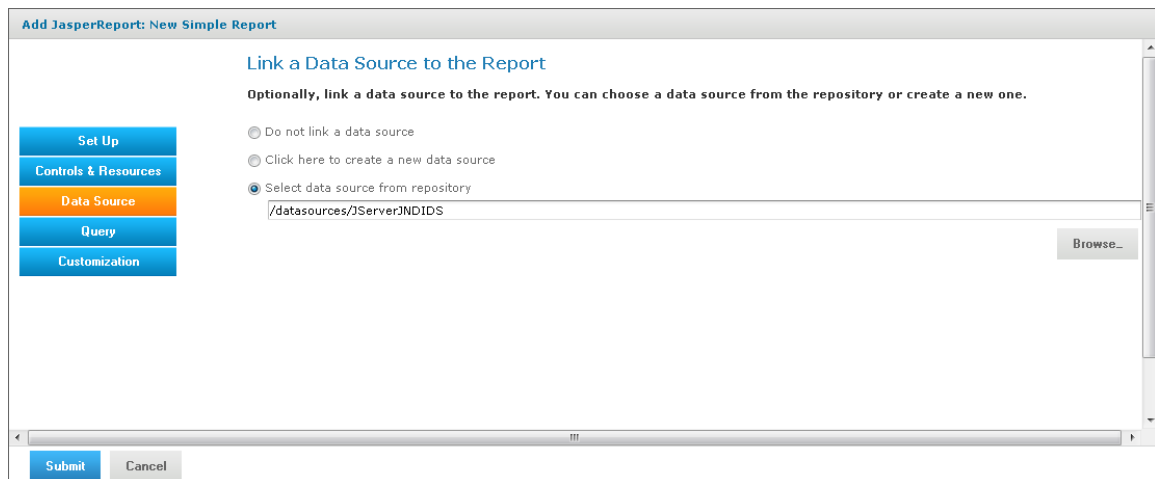 Add JasperReport: New Simple Report
Link a Data Source to the Report
Optionally, link a data source to the report. You can choose a data source from the repository or create a new one.
Set Up
Controls & Resources
Data Source
Query
Customization
Do not link a data source
Click here to create a new data source
Select data source from repository
/datasources/JServerJNDIDS
Browse...
Submit
Cancel